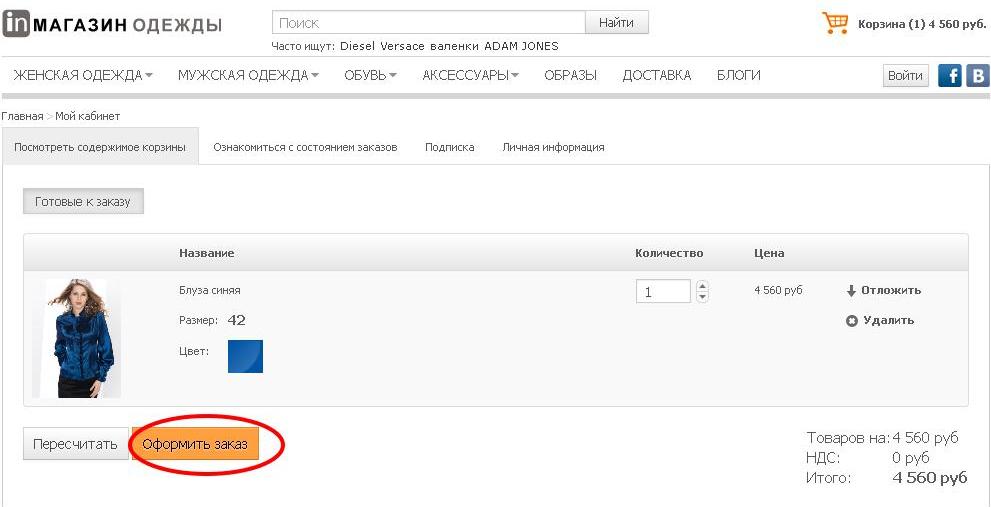 in МАГАЗИН ОДЕЖДЫ
Поиск
Найти
Корзина (1) 4 560 руб.
Часто ищут: Diesel Versace валенки ADAM JONES
ЖЕНСКАЯ ОДЕЖДА МУЖСКАЯ ОДЕЖДА ОБУВЬ АКСЕССУАРЫ ОБРАЗЫ ДОСТАВКА БЛОГИ
Войти
f
B
Главная > Мой кабинет
Посмотреть содержимое корзины Ознакомиться с состоянием заказов Подписка Личная информация
Готовые к заказу
Название Количество Цена
Блуза синяя 1 4 560 руб Отложить
Размер: 42 Удалить
Цвет:
Пересчитать Оформить заказ
Товаров на: 4 560 руб
НДС: 0 руб
Итого: 4 560 руб